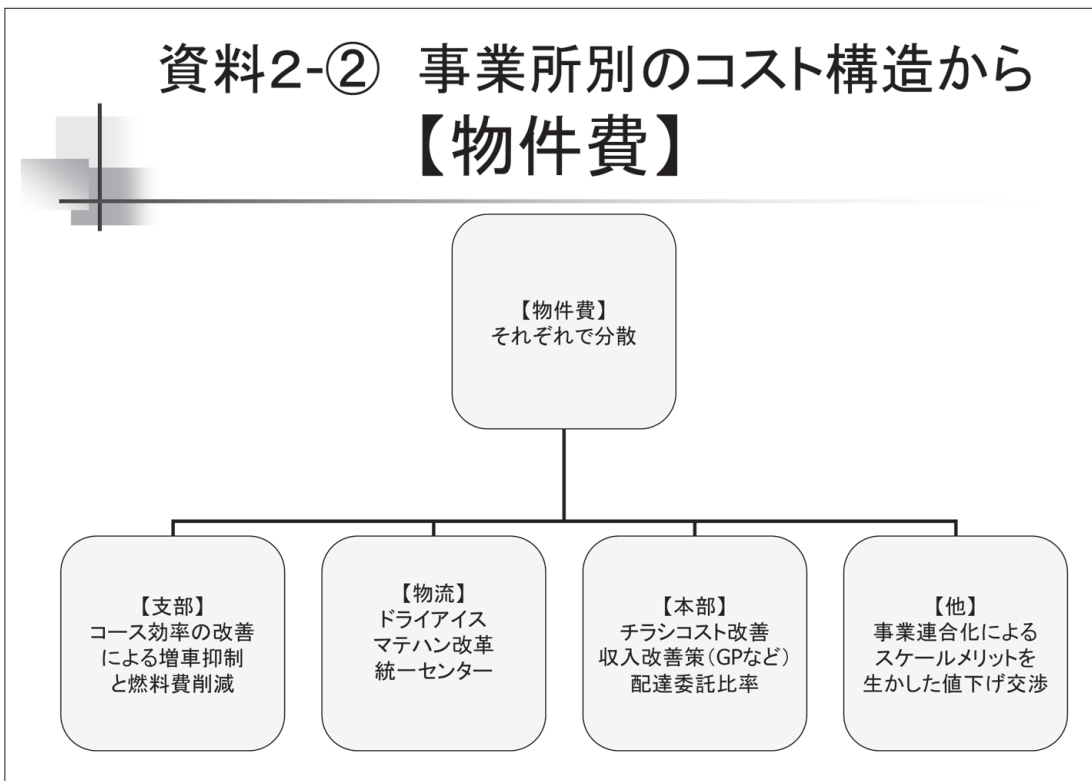 資料2-② 事業所別のコスト構造から
【物件費】
【物件費】
それぞれで分散
【支部】
コース効率の改善
による増車抑制
と燃料費削減
【物流】
ドライアイス
マテハン改革
統一センター
【本部】
チラシコスト改善
収入改善策(GPなど)
配達委託比率
【他】
事業連合化による
スケールメリットを
生かした値下げ交渉